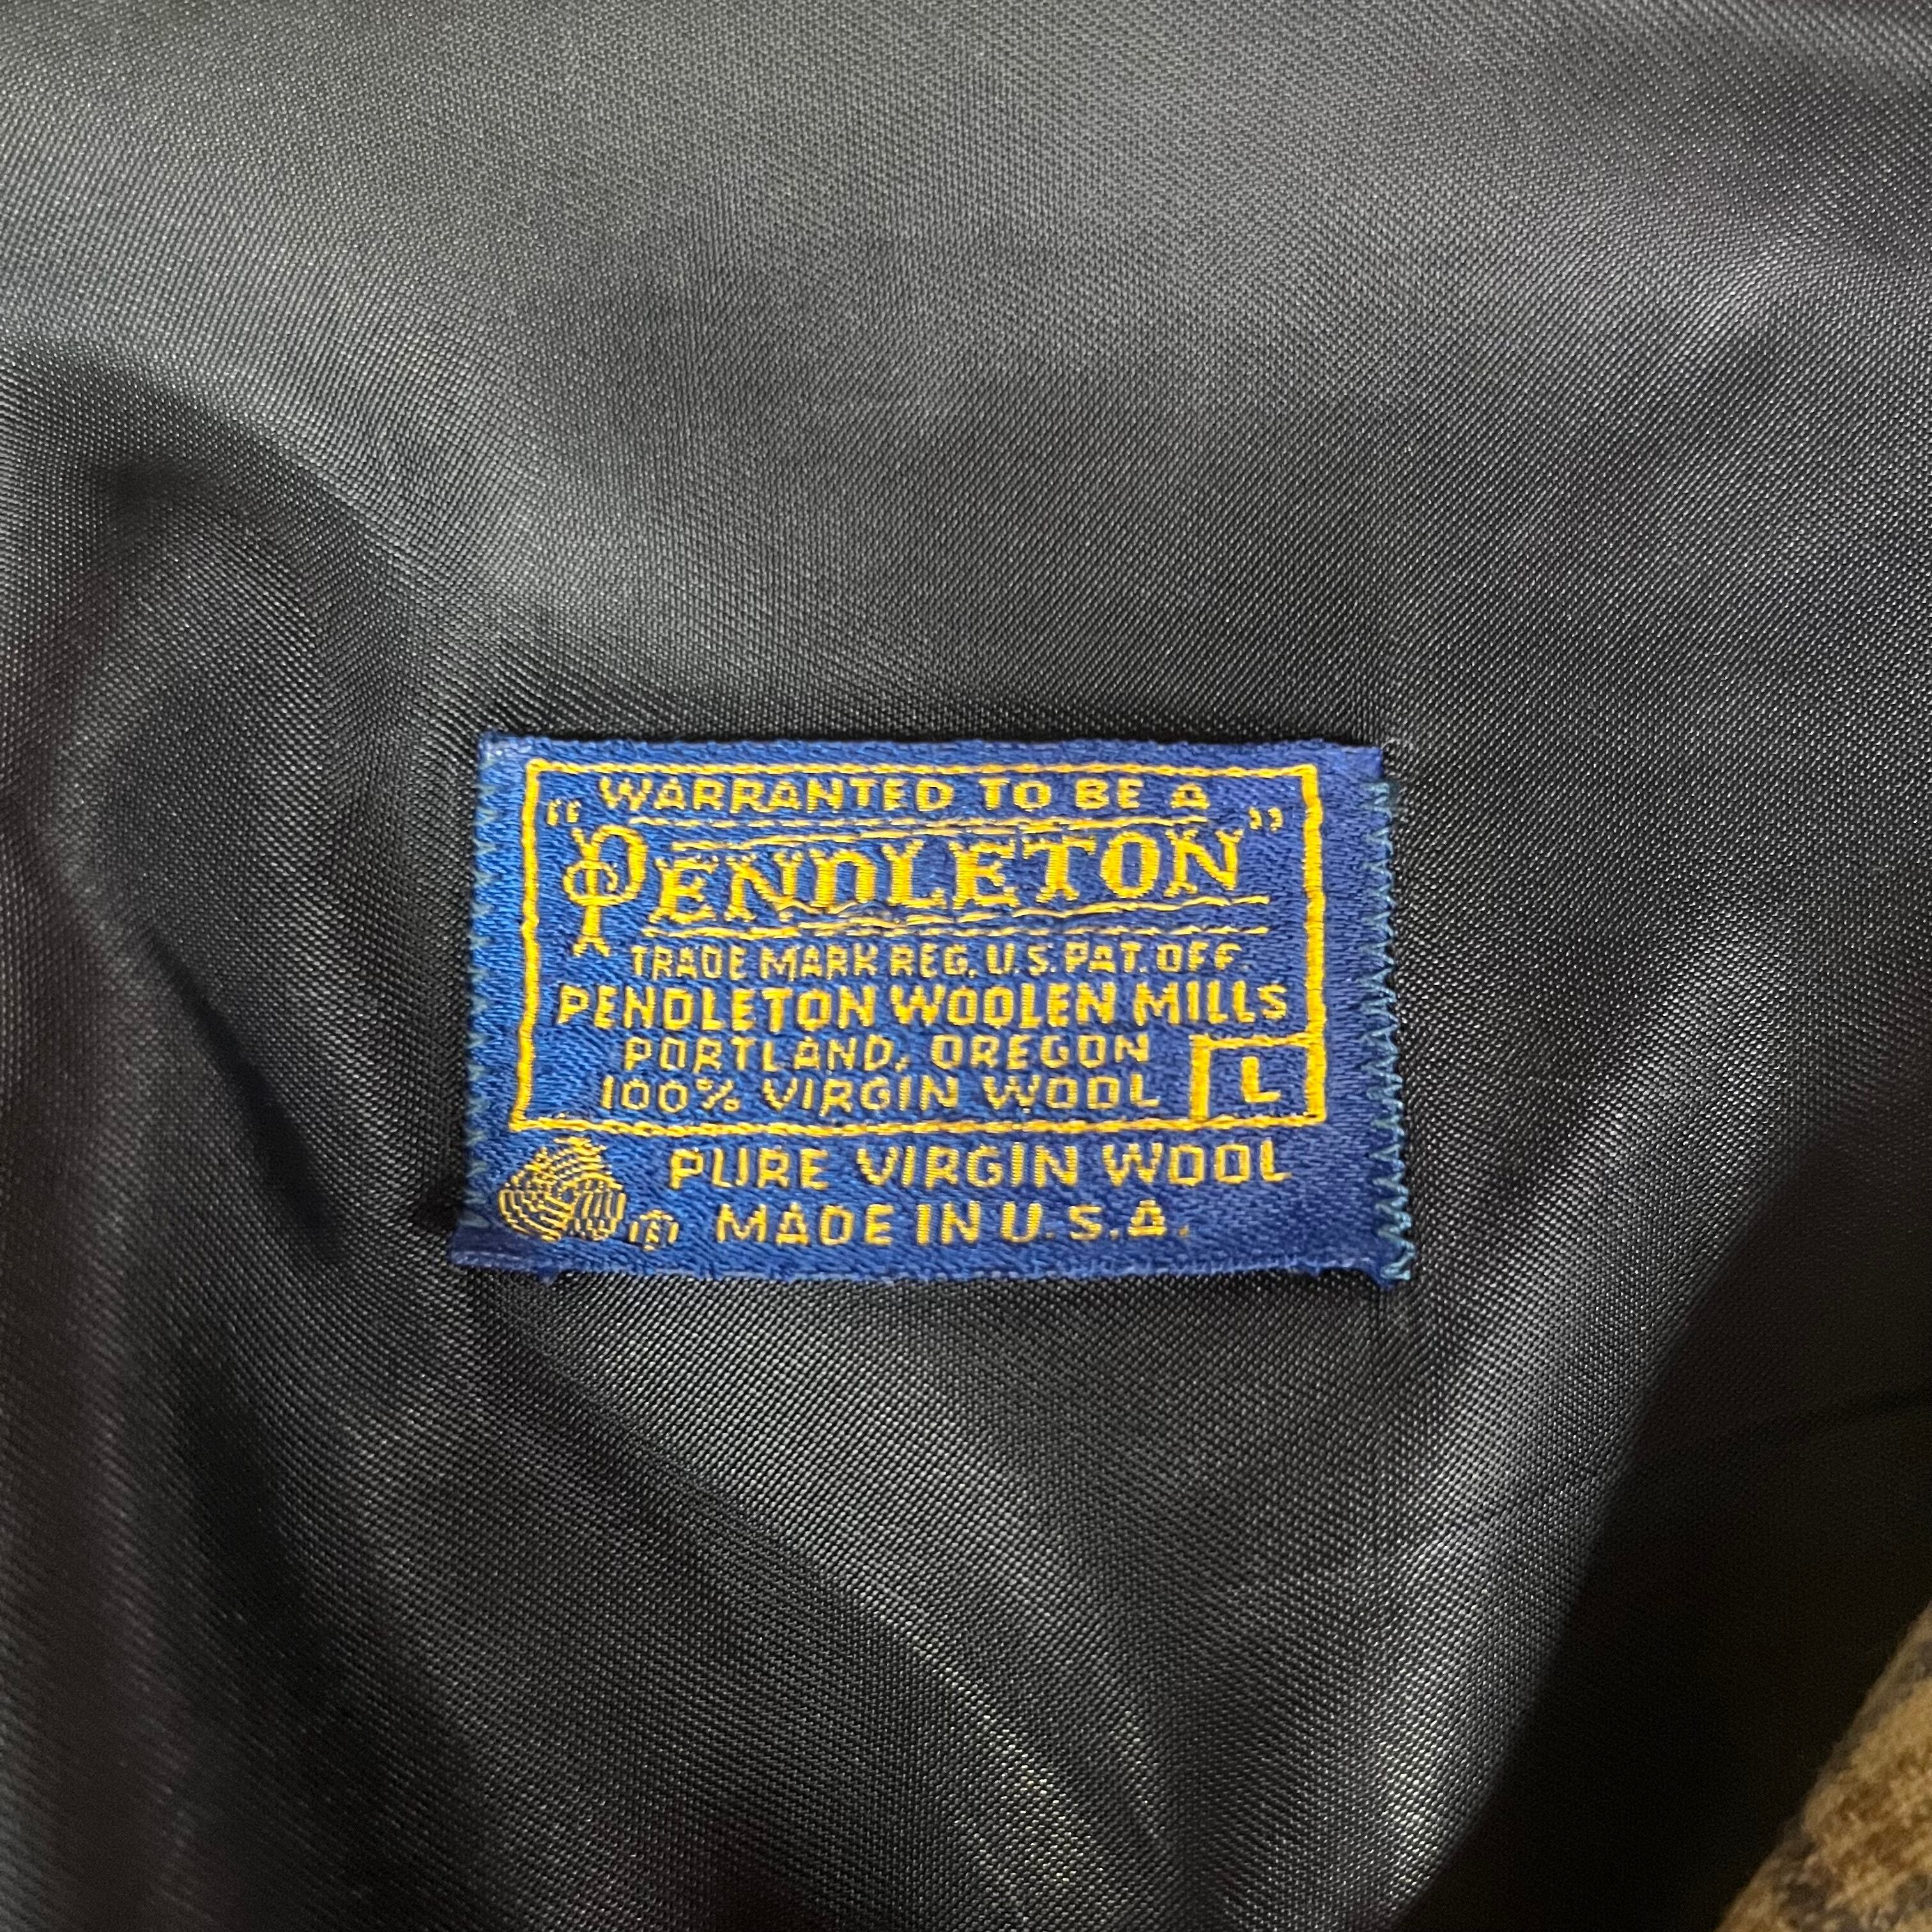 WARRANTED TO BE A
"PENDLETON"
TRADE MARK REG. U.S. PAT. OFF.
PENDLETON WOOLEN MILLS
PORTLAND, OREGON
100% VIRGIN WOOL
L
PURE VIRGIN WOOL
® MADE IN U.S.A.